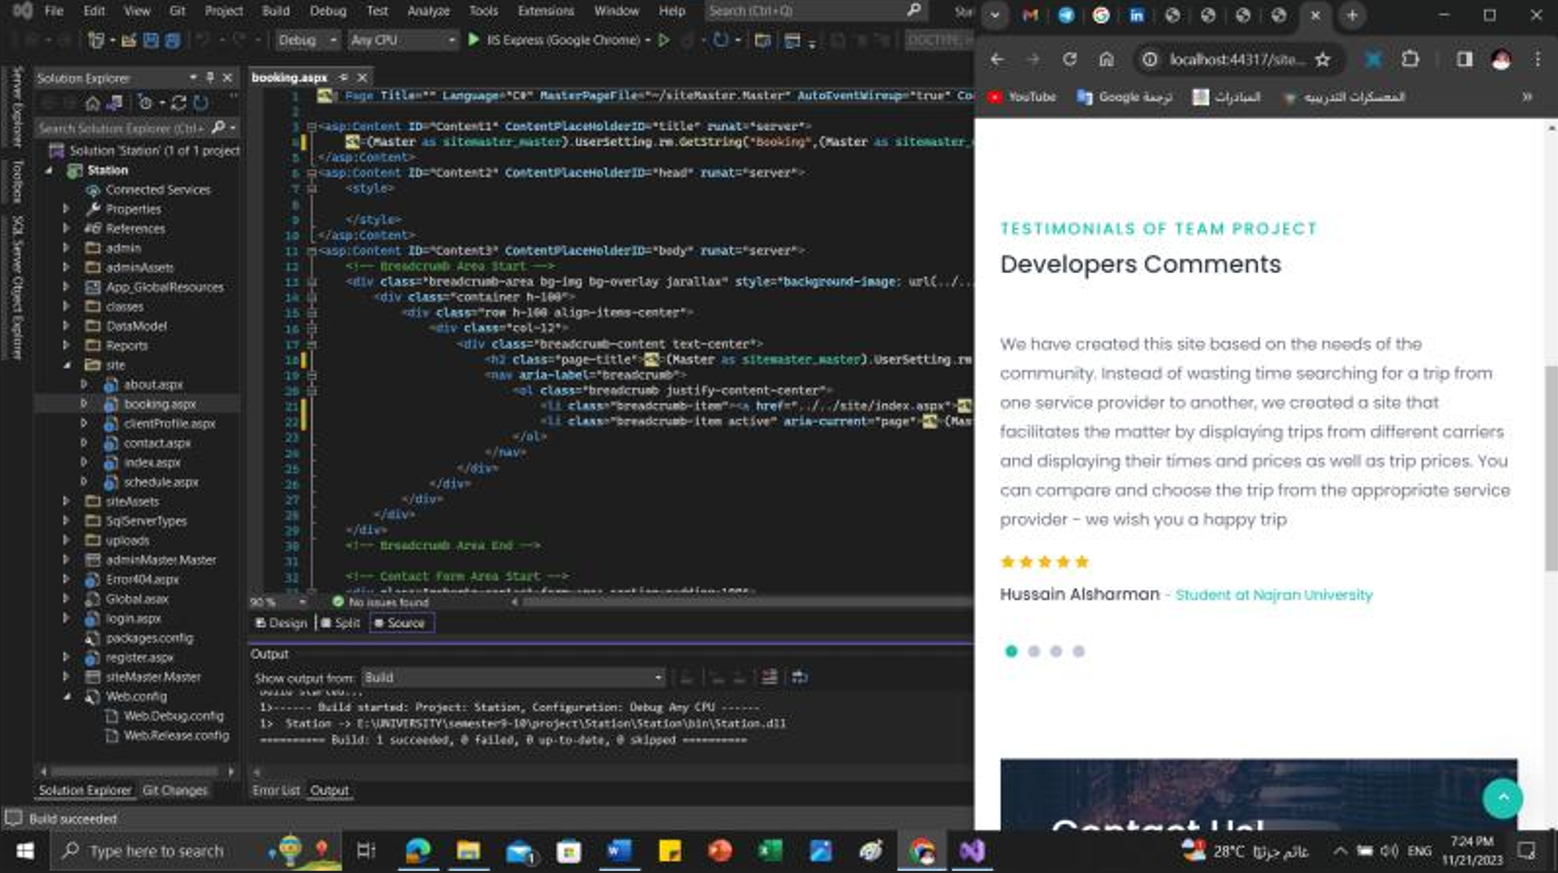 File Edit View Git Project Build Debug Test Analyze Tools Extensions Window Help Search (Ctrl+Q)
Debug Any CPU IIS Express (Google Chrome)
Server Explorer
Toolbox
SQL Server Object Explorer
Solution Explorer
Search Solution Explorer (Ctrl+
Solution 'Station' (1 of 1 project
Station
Connected Services
Properties
References
admin
adminAssets
App_GlobalResources
classes
DataModel
Reports
site
about.aspx
booking.aspx
clientProfile.aspx
contact.aspx
index.aspx
schedule.aspx
siteAssets
SqlServerTypes
uploads
adminMaster.Master
Error404.aspx
Global.asax
login.aspx
packages.config
register.aspx
siteMaster.Master
Web.config
Web.Debug.config
Web.Release.config
Solution Explorer Git Changes
booking.aspx
1 <%@ Page Title="" Language="C#" MasterPageFile="~/siteMaster.Master" AutoEventWireup="true" Co
2
3 <asp:Content ID="Content1" ContentPlaceHolderID="title" runat="server">
4 <%=(Master as sitemaster_master).UserSetting.rm.GetString("Booking",(Master as sitemaster_
5 </asp:Content>
6 <asp:Content ID="Content2" ContentPlaceHolderID="head" runat="server">
7 <style>
8
9 </style>
10 </asp:Content>
11 <asp:Content ID="Content3" ContentPlaceHolderID="body" runat="server">
12 <!-- Breadcrumb Area Start -->
13 <div class="breadcrumb-area bg-img bg-overlay jarallax" style="background-image: url(../..
14 <div class="container h-100">
15 <div class="row h-100 align-items-center">
16 <div class="col-12">
17 <div class="breadcrumb-content text-center">
18 <h2 class="page-title"><%=(Master as sitemaster_master).UserSetting.rm
19 <nav aria-label="breadcrumb">
20 <ol class="breadcrumb justify-content-center">
21 <li class="breadcrumb-item"><a href="../../site/index.aspx"><%
22 <li class="breadcrumb-item active" aria-current="page"><%=(Mas
23 </ol>
24 </nav>
25 </div>
26 </div>
27 </div>
28 </div>
29 </div>
30 <!-- Breadcrumb Area End -->
31
32 <!-- Contact Form Area Start -->
90 % No issues found
Design Split Source
Output
Show output from: Build
Build started...
1>------ Build started: Project: Station, Configuration: Debug Any CPU ------
1> Station -> E:\UNIVERSITY\semester9-10\project\Station\Station\bin\Station.dll
========== Build: 1 succeeded, 0 failed, 0 up-to-date, 0 skipped ==========
Error List Output
Build succeeded
localhost:44317/site...
YouTube ترجمة Google المبادرات المعسكرات التدريبيه »
TESTIMONIALS OF TEAM PROJECT
Developers Comments
We have created this site based on the needs of the
community. Instead of wasting time searching for a trip from
one service provider to another, we created a site that
facilitates the matter by displaying trips from different carriers
and displaying their times and prices as well as trip prices. You
can compare and choose the trip from the appropriate service
provider - we wish you a happy trip
Hussain Alsharman - Student at Najran University
Contact Us!
Type here to search
28°C غائم جزئيًا ENG
7:24 PM
11/21/2023